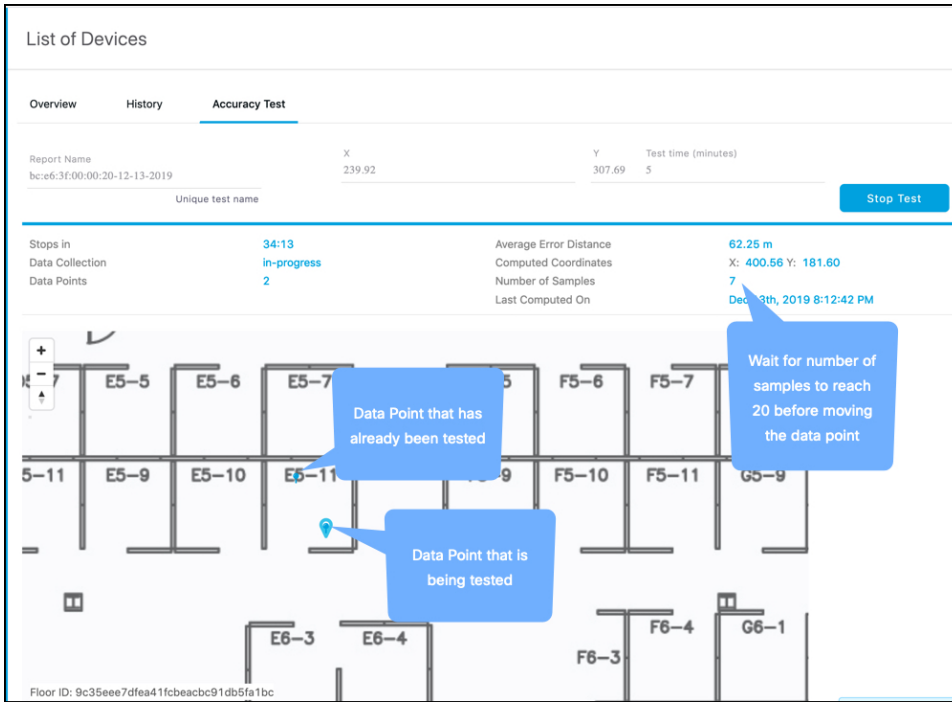 List of Devices
Overview History Accuracy Test
Report Name X Y Test time (minutes)
bc:e6:3f:00:00:20-12-13-2019 239.92 307.69 5
Unique test name
Stop Test
Stops in 34:13 Average Error Distance 62.25 m
Data Collection in-progress Computed Coordinates X: 400.56 Y: 181.60
Data Points 2 Number of Samples 7
Last Computed On 2019 8:12:42 PM
Wait for number of
samples to reach
20 before moving
the data point
+
−
E5-5 E5-6 E5-7 F5-6 F5-7
Data Point that has
already been tested
5-11 E5-9 E5-10 E5-11 F5-10 F5-11 G5-9
Data Point that is
being tested
E6-3 E6-4 F6-4 G6-1
F6-3
Floor ID: 9c35eee7dfea41fcbeacbc91db5fa1bc